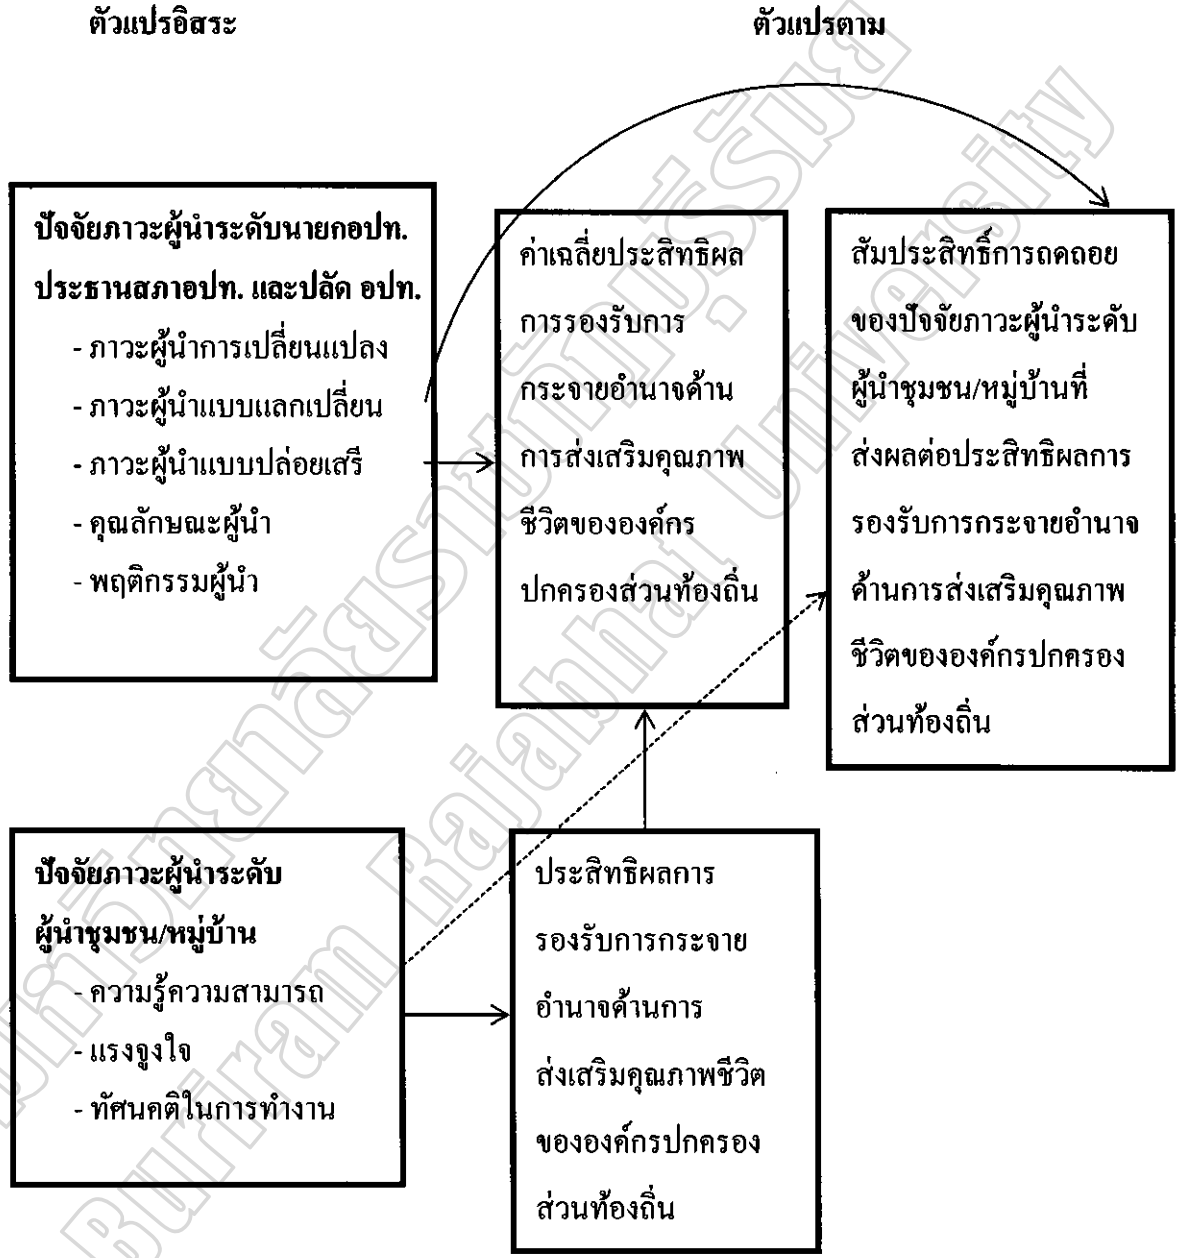 ตัวแปรอิสระ
ตัวแปรตาม
ปัจจัยภาวะผู้นำระดับนายกอปท.
ประธานสภาอปท. และปลัด อปท.
- ภาวะผู้นำการเปลี่ยนแปลง
- ภาวะผู้นำแบบแลกเปลี่ยน
- ภาวะผู้นำแบบปล่อยเสรี
- คุณลักษณะผู้นำ
- พฤติกรรมผู้นำ
ค่าเฉลี่ยประสิทธิผล
การรองรับการ
กระจายอำนาจด้าน
การส่งเสริมคุณภาพ
ชีวิตขององค์กร
ปกครองส่วนท้องถิ่น
สัมประสิทธิ์การถดถอย
ของปัจจัยภาวะผู้นำระดับ
ผู้นำชุมชน/หมู่บ้านที่
ส่งผลต่อประสิทธิผลการ
รองรับการกระจายอำนาจ
ด้านการส่งเสริมคุณภาพ
ชีวิตขององค์กรปกครอง
ส่วนท้องถิ่น
ปัจจัยภาวะผู้นำระดับ
ผู้นำชุมชน/หมู่บ้าน
- ความรู้ความสามารถ
- แรงจูงใจ
- ทัศนคติในการทำงาน
ประสิทธิผลการ
รองรับการกระจาย
อำนาจด้านการ
ส่งเสริมคุณภาพชีวิต
ขององค์กรปกครอง
ส่วนท้องถิ่น
มหาวิทยาลัยราชภัฏบุรีรัมย์
Buriram Rajabhat University